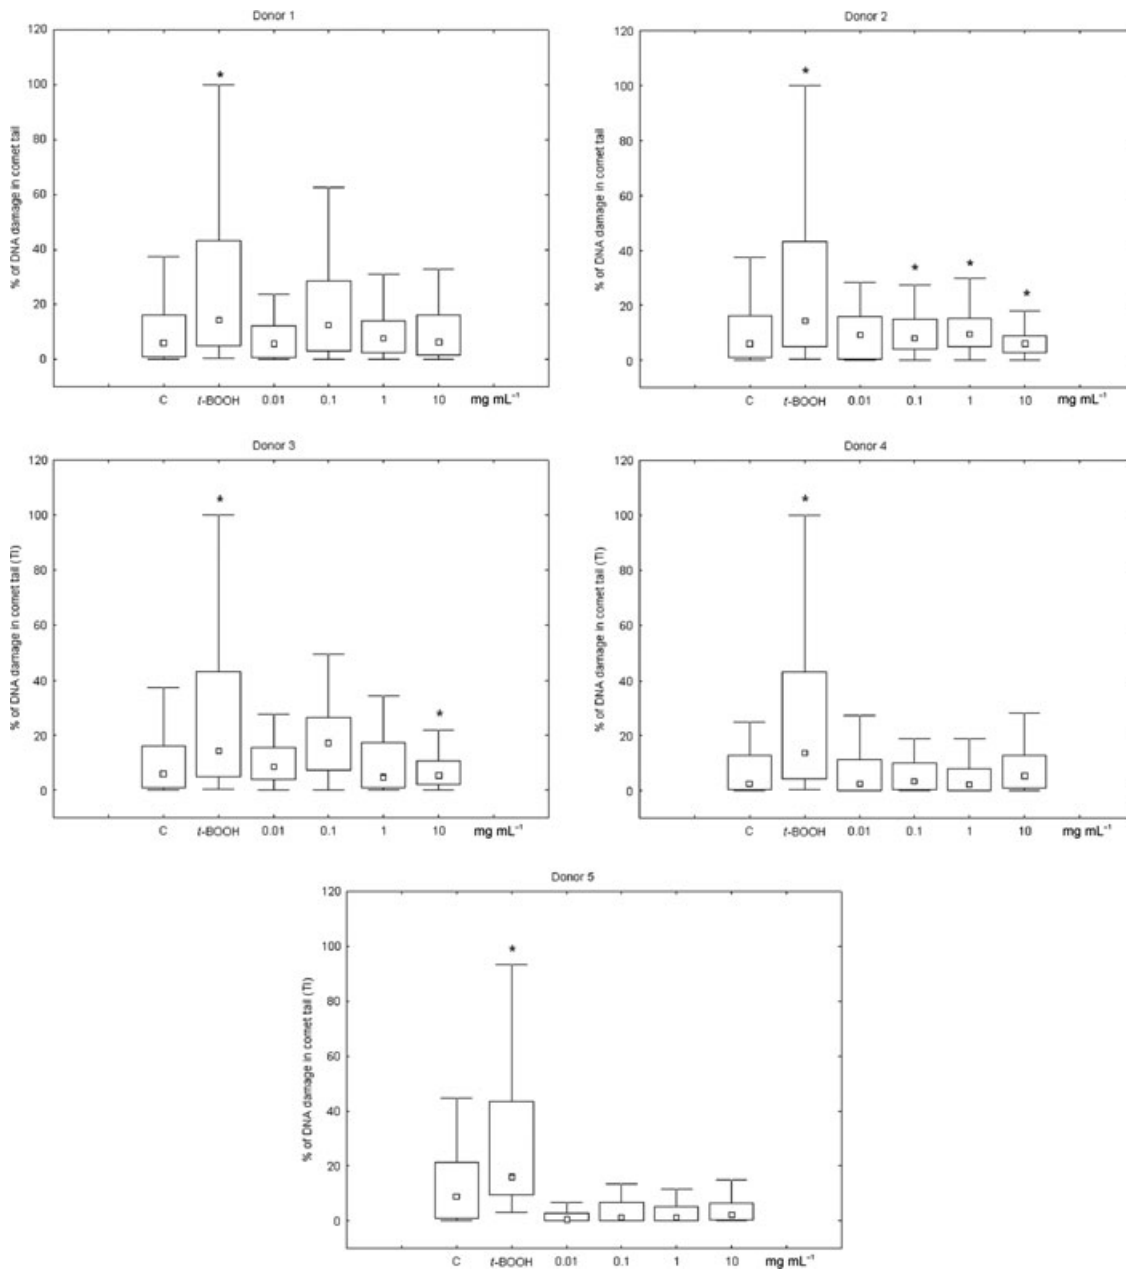 Donor 1
% of DNA damage in comet tail
120
100
*
80
60
40
20
0
C t-BOOH 0.01 0.1 1 10 mg mL⁻¹
Donor 2
% of DNA damage in comet tail
120
100
*
80
60
40
* * *
20
0
C t-BOOH 0.01 0.1 1 10 mg mL⁻¹
Donor 3
% of DNA damage in comet tail (TI)
120
*
100
80
60
40
*
20
0
C t-BOOH 0.01 0.1 1 10 mg mL⁻¹
Donor 4
% of DNA damage in comet tail (TI)
120
*
100
80
60
40
20
0
C t-BOOH 0.01 0.1 1 10 mg mL⁻¹
Donor 5
% of DNA damage in comet tail (TI)
120
*
100
80
60
40
20
0
C t-BOOH 0.01 0.1 1 10 mg mL⁻¹